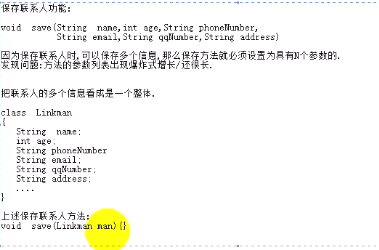 保存联系人功能:
void save(String name,int age,String phoneNumber,
String email,String qqNumber,String address)
因为保存联系人时,可以保存多个信息,那么保存方法就必须设置为具有N个参数的.
发现问题:方法的参数列表出现爆炸式增长/还很长.
把联系人的多个信息看成是一个整体.
class Linkman
{
String name;
int age;
String phoneNumber
String email;
String qqNumber;
String address;
....
}
上述保存联系人方法:
void save(Linkman man){}